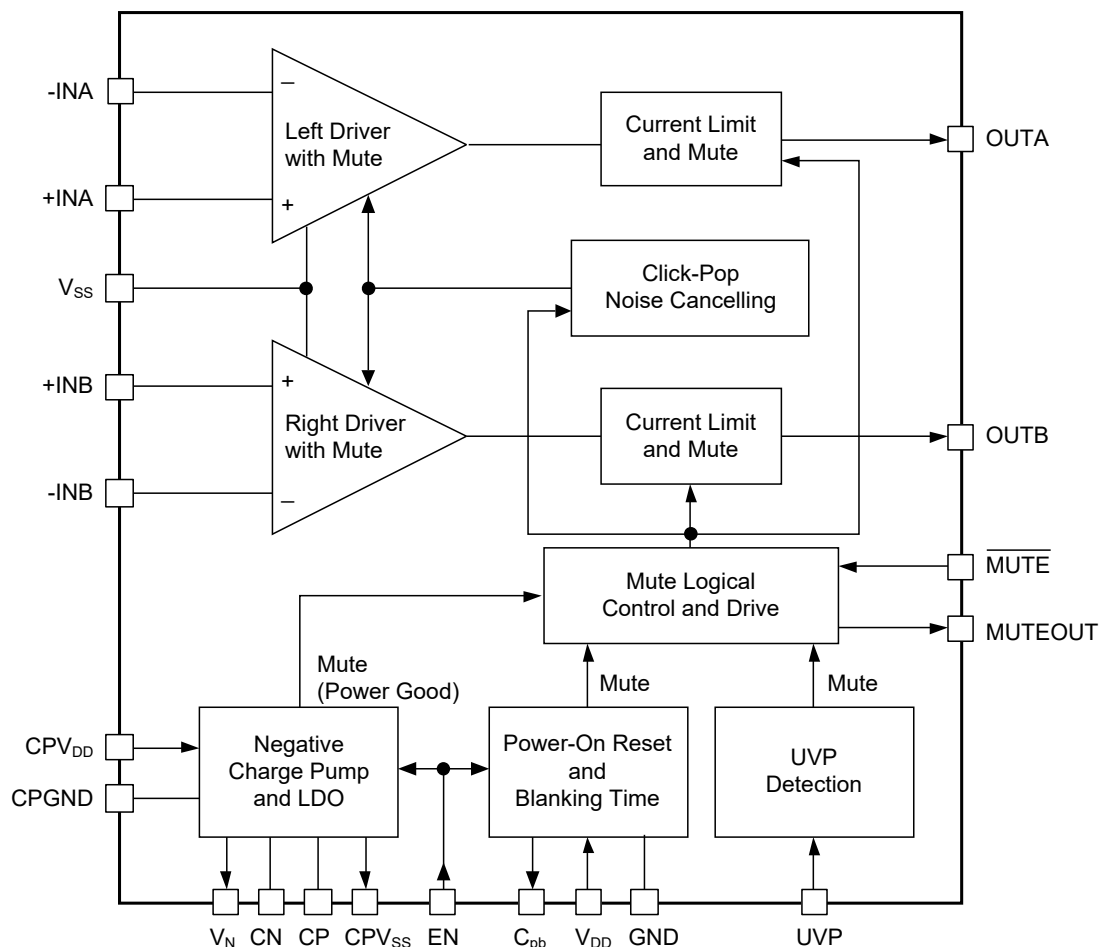 -INA
−
Left Driver
with Mute
Current Limit
and Mute
OUTA
+INA
+
VSS
Click-Pop
Noise Cancelling
+INB
+
Right Driver
with Mute
Current Limit
and Mute
OUTB
-INB
−
Mute Logical
Control and Drive
MUTE
MUTEOUT
Mute
(Power Good)
Mute
Mute
CPVDD
Negative
Charge Pump
and LDO
Power-On Reset
and
Blanking Time
UVP
Detection
CPGND
VN
CN
CP
CPVSS
EN
Cpb
VDD
GND
UVP